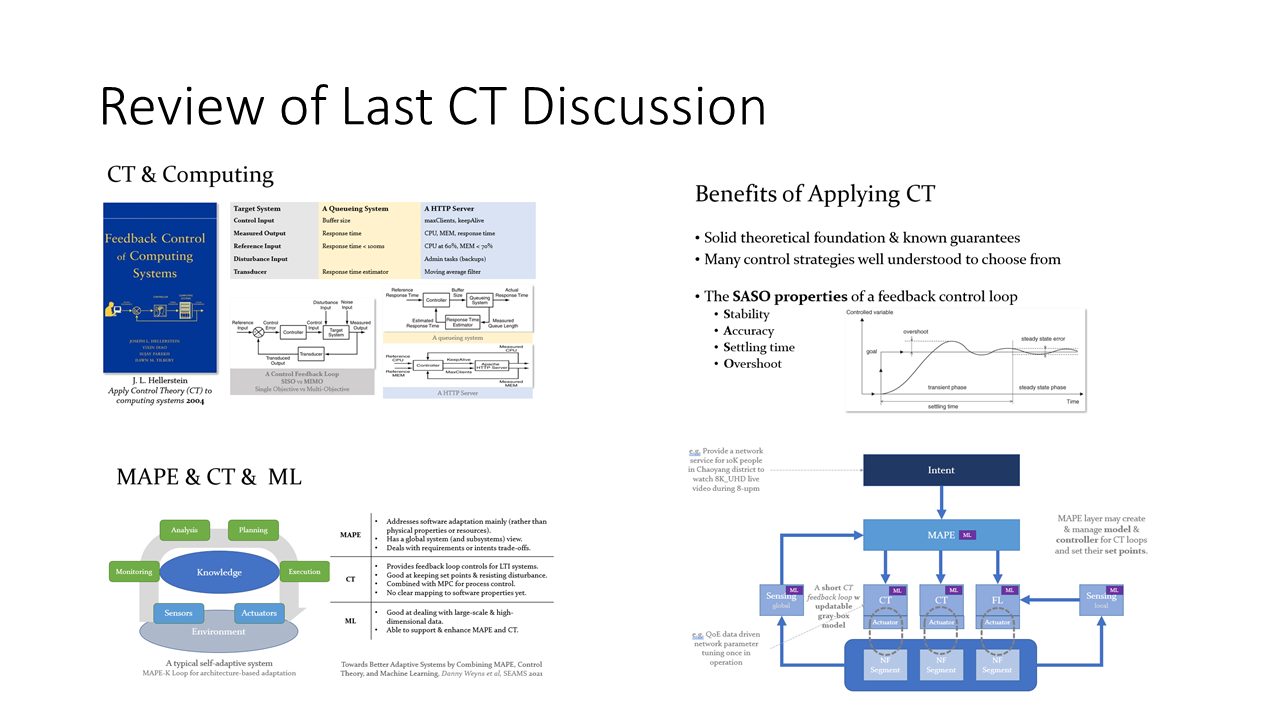 Review of Last CT Discussion
CT & Computing
Feedback Control
of Computing
Systems
JOSEPH L. HELLERSTEIN
YIXIN DIAO
SUJAY PAREKH
DAWN M. TILBURY
J. L. Hellerstein
Apply Control Theory (CT) to
computing systems 2004
Target System A Queueing System A HTTP Server
Control Input Buffer size maxClients, keepAlive
Measured Output Response time CPU, MEM, response time
Reference Input Response time < 100ms CPU at 60%, MEM < 70%
Disturbance Input Admin tasks (backups)
Transducer Response time estimator Moving average filter
Disturbance Input
Noise Input
Reference Input
Control Error
Controller
Control Input
Target System
Measured Output
Transducer
Transduced Output
A Control Feedback Loop
SISO vs MIMO
Single Objective vs Multi-Objective
Reference Response Time
Controller
Buffer Size
Queueing System
Actual Response Time
Estimated Response Time
Response Time Estimator
Measured Queue Length
A queueing system
Reference CPU
Reference MEM
Controller
KeepAlive
MaxClients
Apache HTTP Server
Measured CPU
Measured MEM
A HTTP Server
Benefits of Applying CT
• Solid theoretical foundation & known guarantees
• Many control strategies well understood to choose from
• The SASO properties of a feedback control loop
• Stability
• Accuracy
• Settling time
• Overshoot
Controlled variable
overshoot
steady state error
goal
transient phase
steady state phase
Time
settling time
MAPE & CT & ML
Analysis
Planning
Monitoring
Knowledge
Execution
Sensors
Actuators
Environment
A typical self-adaptive system
MAPE-K Loop for architecture-based adaptation
MAPE
• Addresses software adaptation mainly (rather than
physical properties or resources).
• Has a global system (and subsystems) view.
• Deals with requirements or intents trade-offs.
CT
• Provides feedback loop controls for LTI systems.
• Good at keeping set points & resisting disturbance.
• Combined with MPC for process control.
• No clear mapping to software properties yet.
ML
• Good at dealing with large-scale & high-
dimensional data.
• Able to support & enhance MAPE and CT.
Towards Better Adaptive Systems by Combining MAPE, Control
Theory, and Machine Learning. Danny Weyns et al, SEAMS 2021
e.g. Provide a network
service for 10K people
in Chaoyang district to
watch 8K_UHD live
video during 8-11pm
Intent
MAPE ML
MAPE layer may create
& manage model &
controller for CT loops
and set their set points.
Sensing ML
global
A short CT
feedback loop w
updatable
gray-box
model
CT ML
Actuator
CT ML
Actuator
FL ML
Actuator
Sensing ML
local
e.g. QoE data driven
network parameter
tuning once in
operation
NF
Segment
NF
Segment
NF
Segment